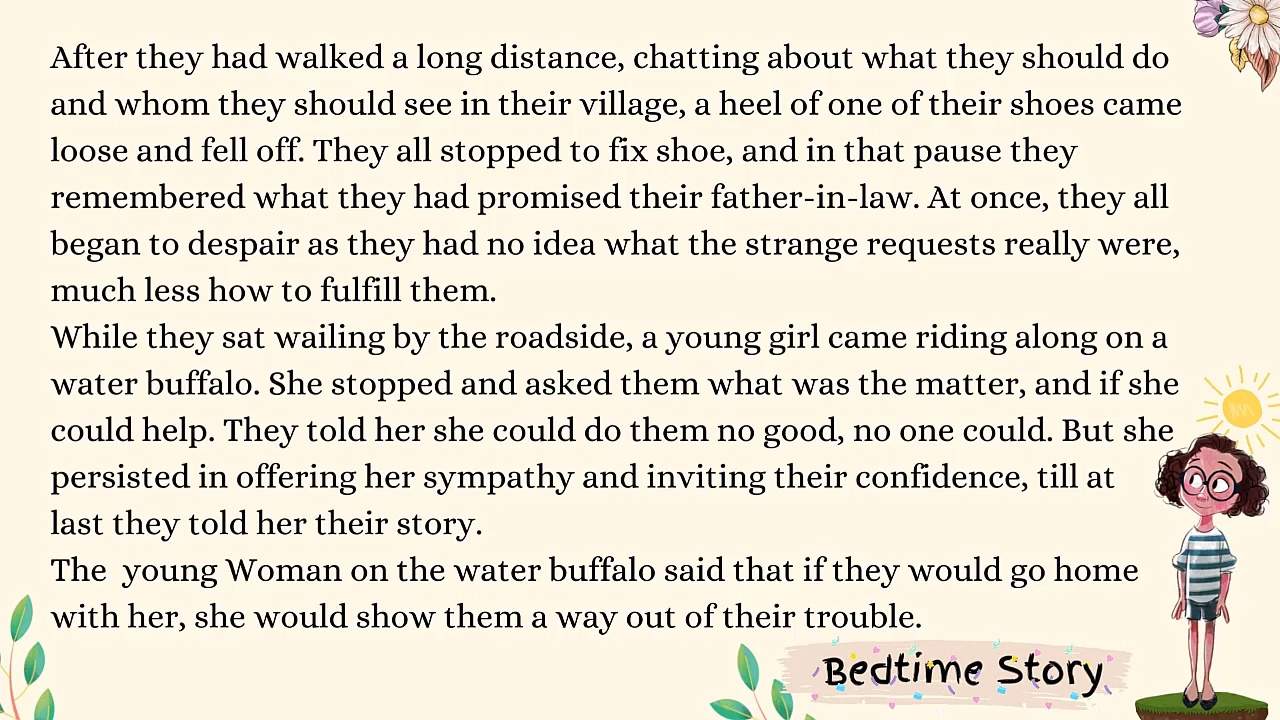 After they had walked a long distance, chatting about what they should do
and whom they should see in their village, a heel of one of their shoes came
loose and fell off. They all stopped to fix shoe, and in that pause they
remembered what they had promised their father-in-law. At once, they all
began to despair as they had no idea what the strange requests really were,
much less how to fulfill them.
While they sat wailing by the roadside, a young girl came riding along on a
water buffalo. She stopped and asked them what was the matter, and if she
could help. They told her she could do them no good, no one could. But she
persisted in offering her sympathy and inviting their confidence, till at
last they told her their story.
The  young Woman on the water buffalo said that if they would go home
with her, she would show them a way out of their trouble.
Bedtime Story